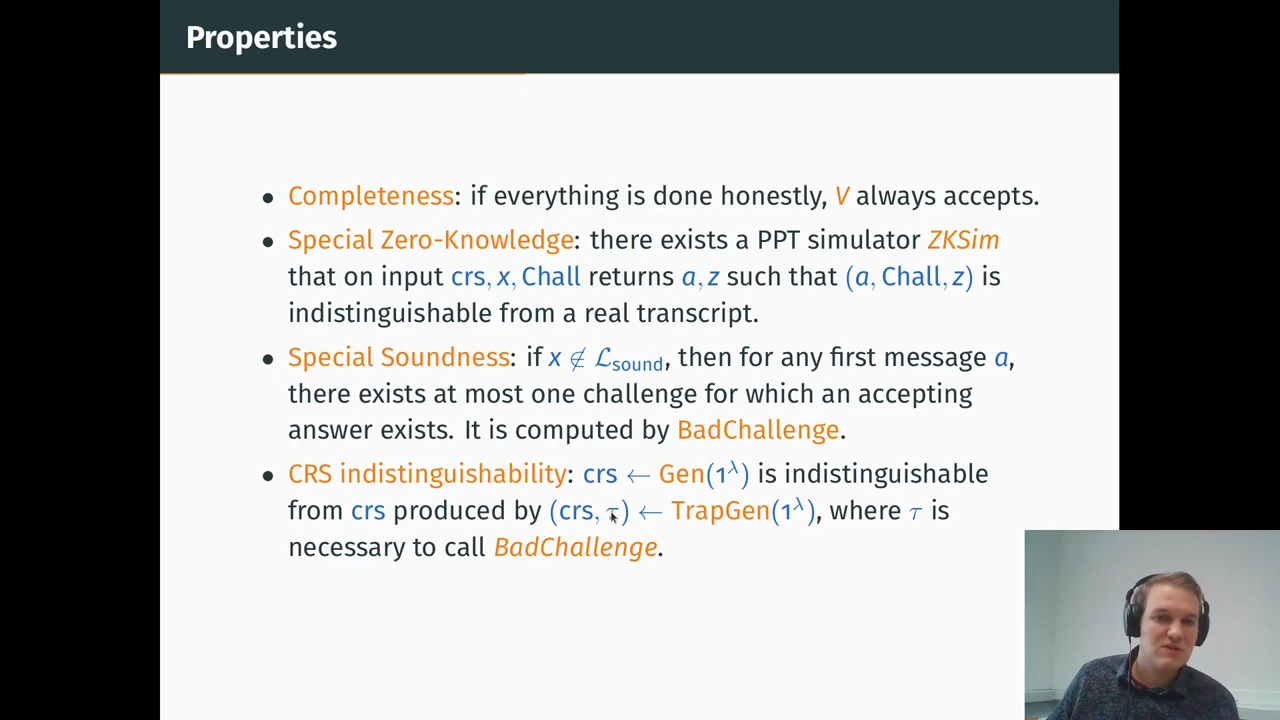 Properties
• Completeness: if everything is done honestly, V always accepts.
• Special Zero-Knowledge: there exists a PPT simulator ZKSim
that on input crs, x, Chall returns a, z such that (a, Chall, z) is
indistinguishable from a real transcript.
• Special Soundness: if x ∉ ℒ_sound, then for any first message a,
there exists at most one challenge for which an accepting
answer exists. It is computed by BadChallenge.
• CRS indistinguishability: crs ← Gen(1^λ) is indistinguishable
from crs produced by (crs, τ) ← TrapGen(1^λ), where τ is
necessary to call BadChallenge.